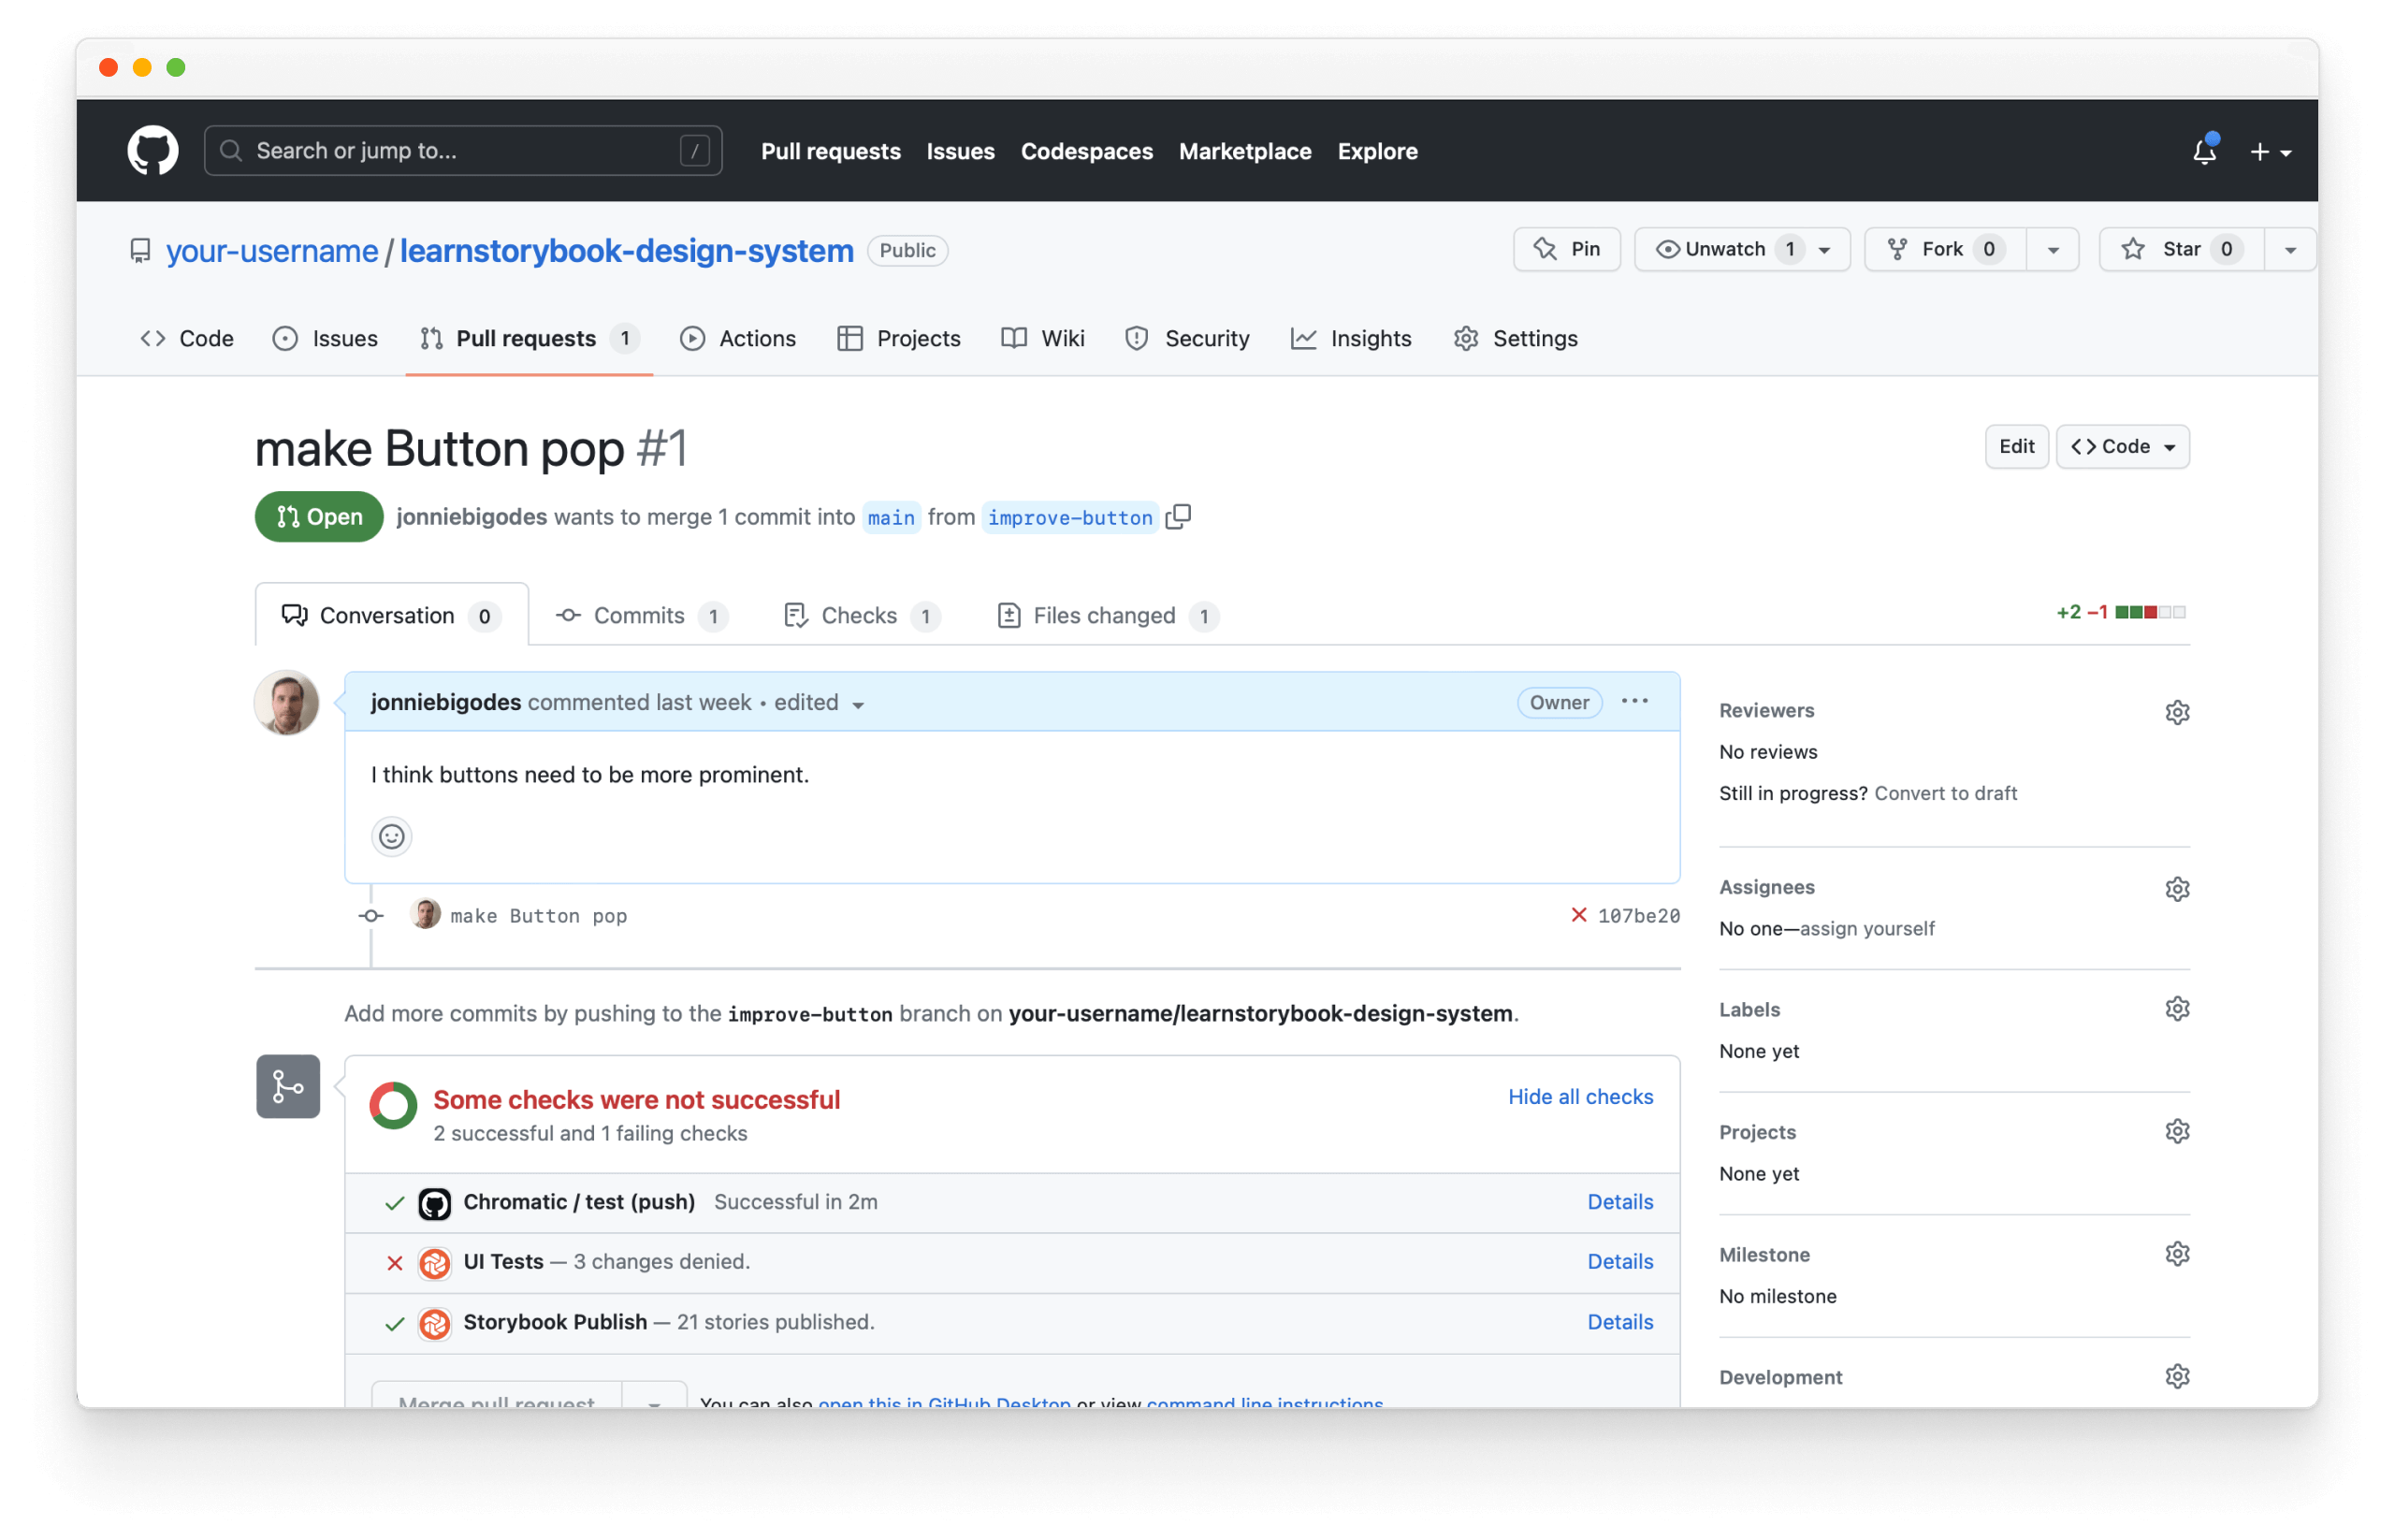 Search or jump to... /
Pull requests Issues Codespaces Marketplace Explore
your-username / learnstorybook-design-system Public
Pin Unwatch 1 Fork 0 Star 0
Code Issues Pull requests 1 Actions Projects Wiki Security Insights Settings
make Button pop #1
Edit Code
Open jonniebigodes wants to merge 1 commit into main from improve-button
Conversation 0 Commits 1 Checks 1 Files changed 1
+2 −1
jonniebigodes commented last week • edited Owner
I think buttons need to be more prominent.
make Button pop 107be20
Add more commits by pushing to the improve-button branch on your-username/learnstorybook-design-system.
Some checks were not successful
Hide all checks
2 successful and 1 failing checks
Chromatic / test (push) Successful in 2m Details
UI Tests — 3 changes denied. Details
Storybook Publish — 21 stories published. Details
Merge pull request You can also open this in GitHub Desktop or view command line instructions.
Reviewers
No reviews
Still in progress? Convert to draft
Assignees
No one—assign yourself
Labels
None yet
Projects
None yet
Milestone
No milestone
Development